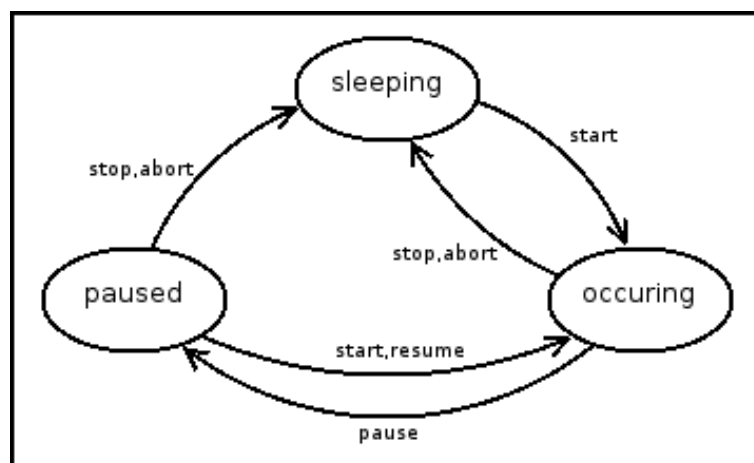 sleeping
start
stop,abort
stop,abort
paused
occuring
start,resume
pause